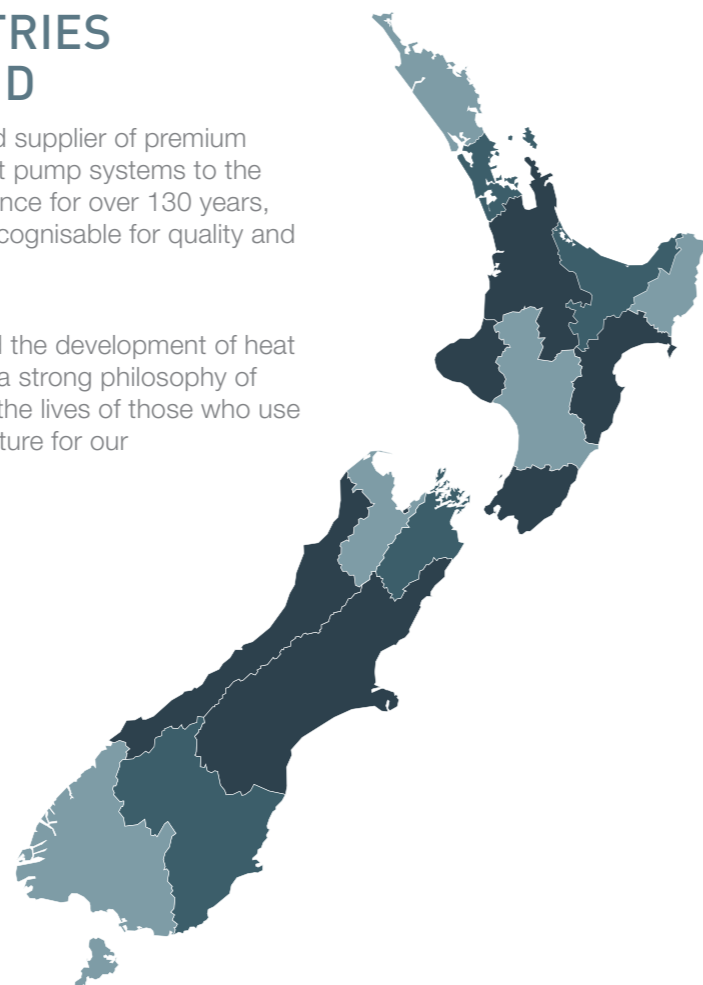 TRIES
D
d supplier of premium
t pump systems to the
nce for over 130 years,
cognisable for quality and
l the development of heat
a strong philosophy of
the lives of those who use
ture for our